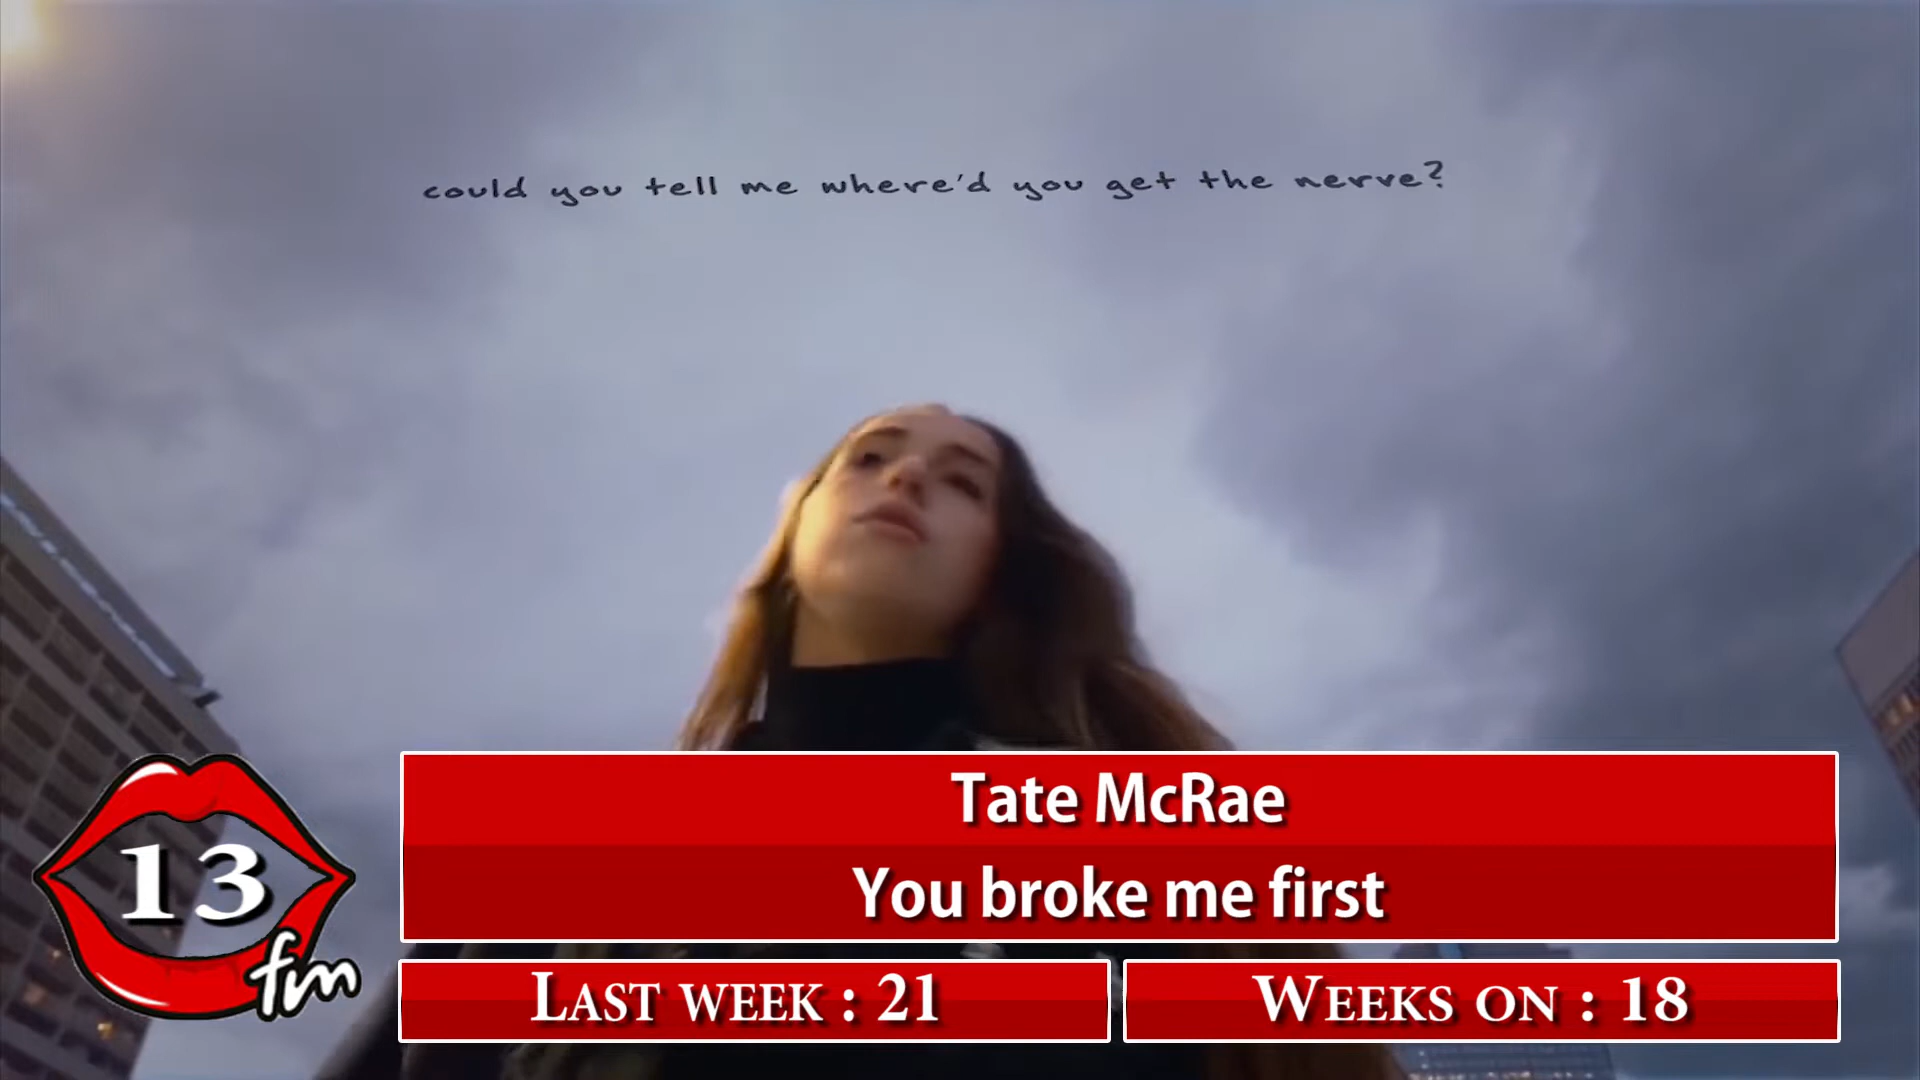 could you tell me where'd you get the nerve?
Tate McRae
13
You broke me first
fm
LAST WEEK : 21
WEEKS ON : 18